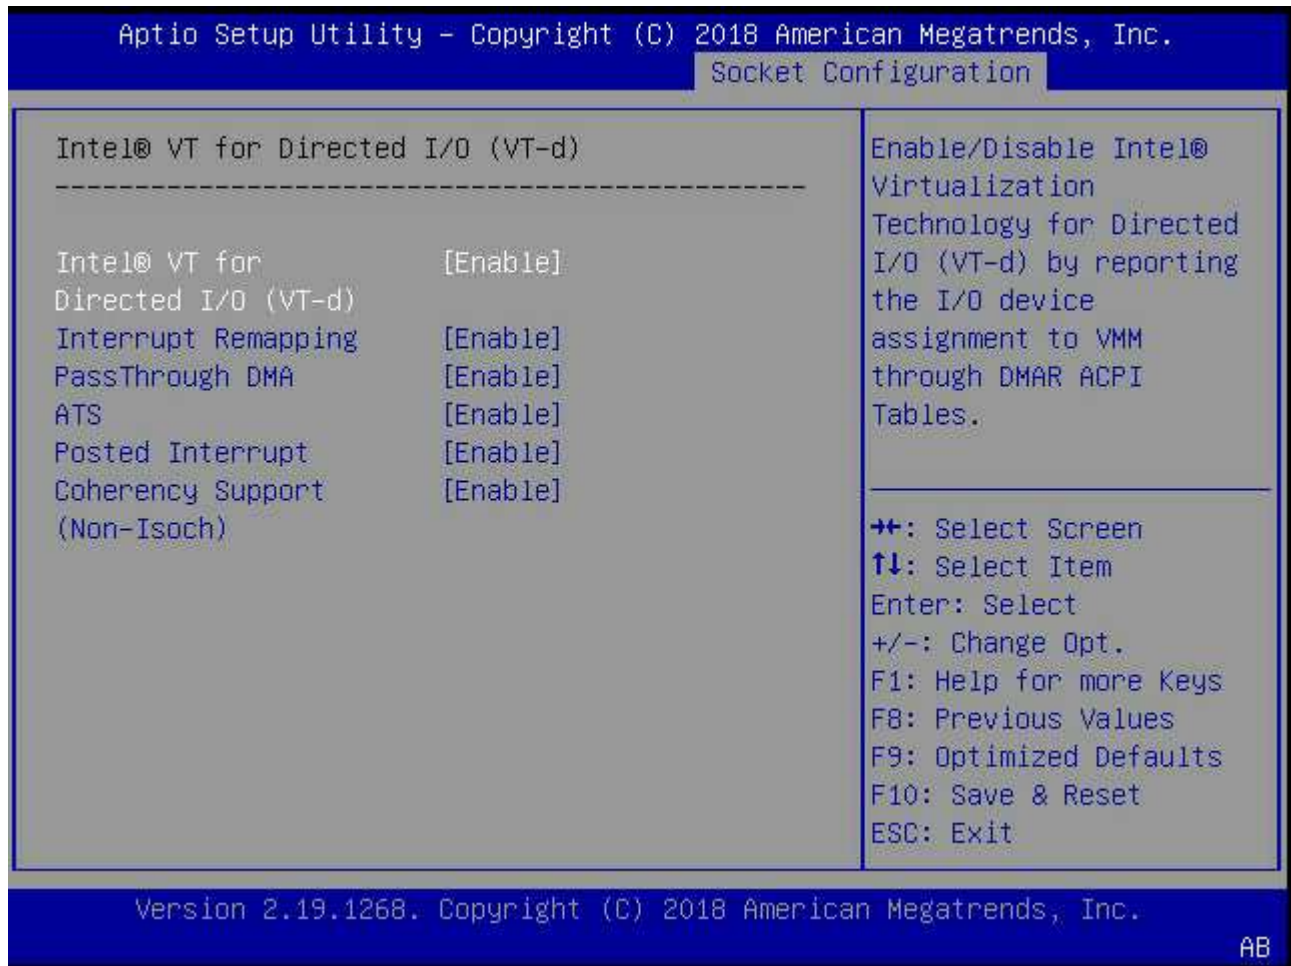 Aptio Setup Utility – Copyright (C) 2018 American Megatrends, Inc.
Socket Configuration
Intel® VT for Directed I/O (VT-d)
-----------------------------------------------
Intel® VT for [Enable]
Directed I/O (VT-d)
Interrupt Remapping [Enable]
PassThrough DMA [Enable]
ATS [Enable]
Posted Interrupt [Enable]
Coherency Support [Enable]
(Non-Isoch)
Enable/Disable Intel®
Virtualization
Technology for Directed
I/O (VT-d) by reporting
the I/O device
assignment to VMM
through DMAR ACPI
Tables.
→←: Select Screen
↑↓: Select Item
Enter: Select
+/-: Change Opt.
F1: Help for more Keys
F8: Previous Values
F9: Optimized Defaults
F10: Save & Reset
ESC: Exit
Version 2.19.1268. Copyright (C) 2018 American Megatrends, Inc.
AB